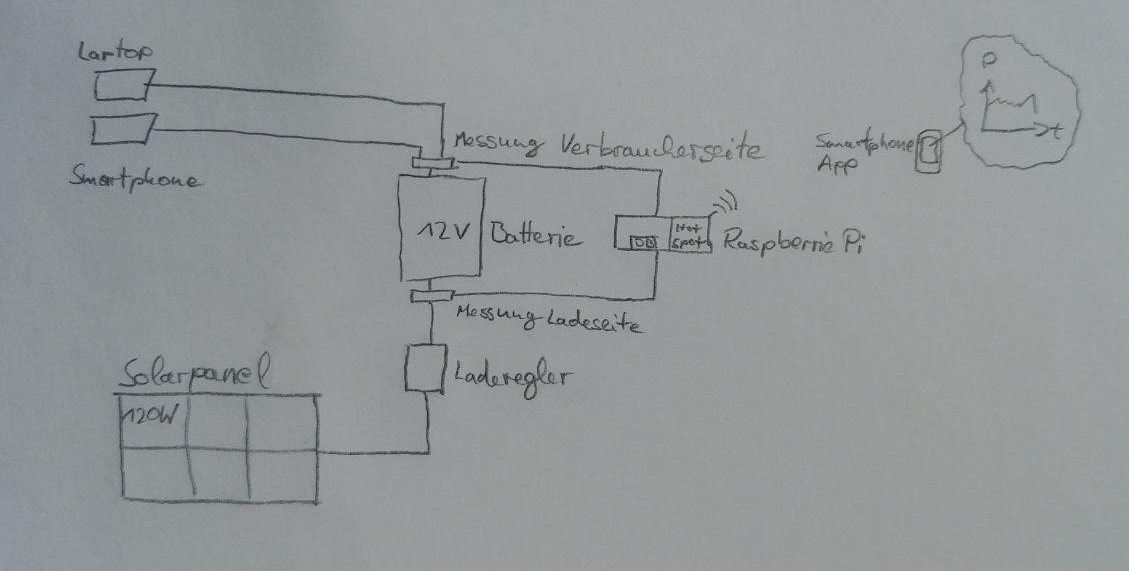 Laptop
Smartphone
Messung Verbraucherseite
12V
Batterie
Hot
spot
Raspberrie Pi
Messung Ladeseite
Laderegler
Solarpanel
120W
Smartphone
App
P
t